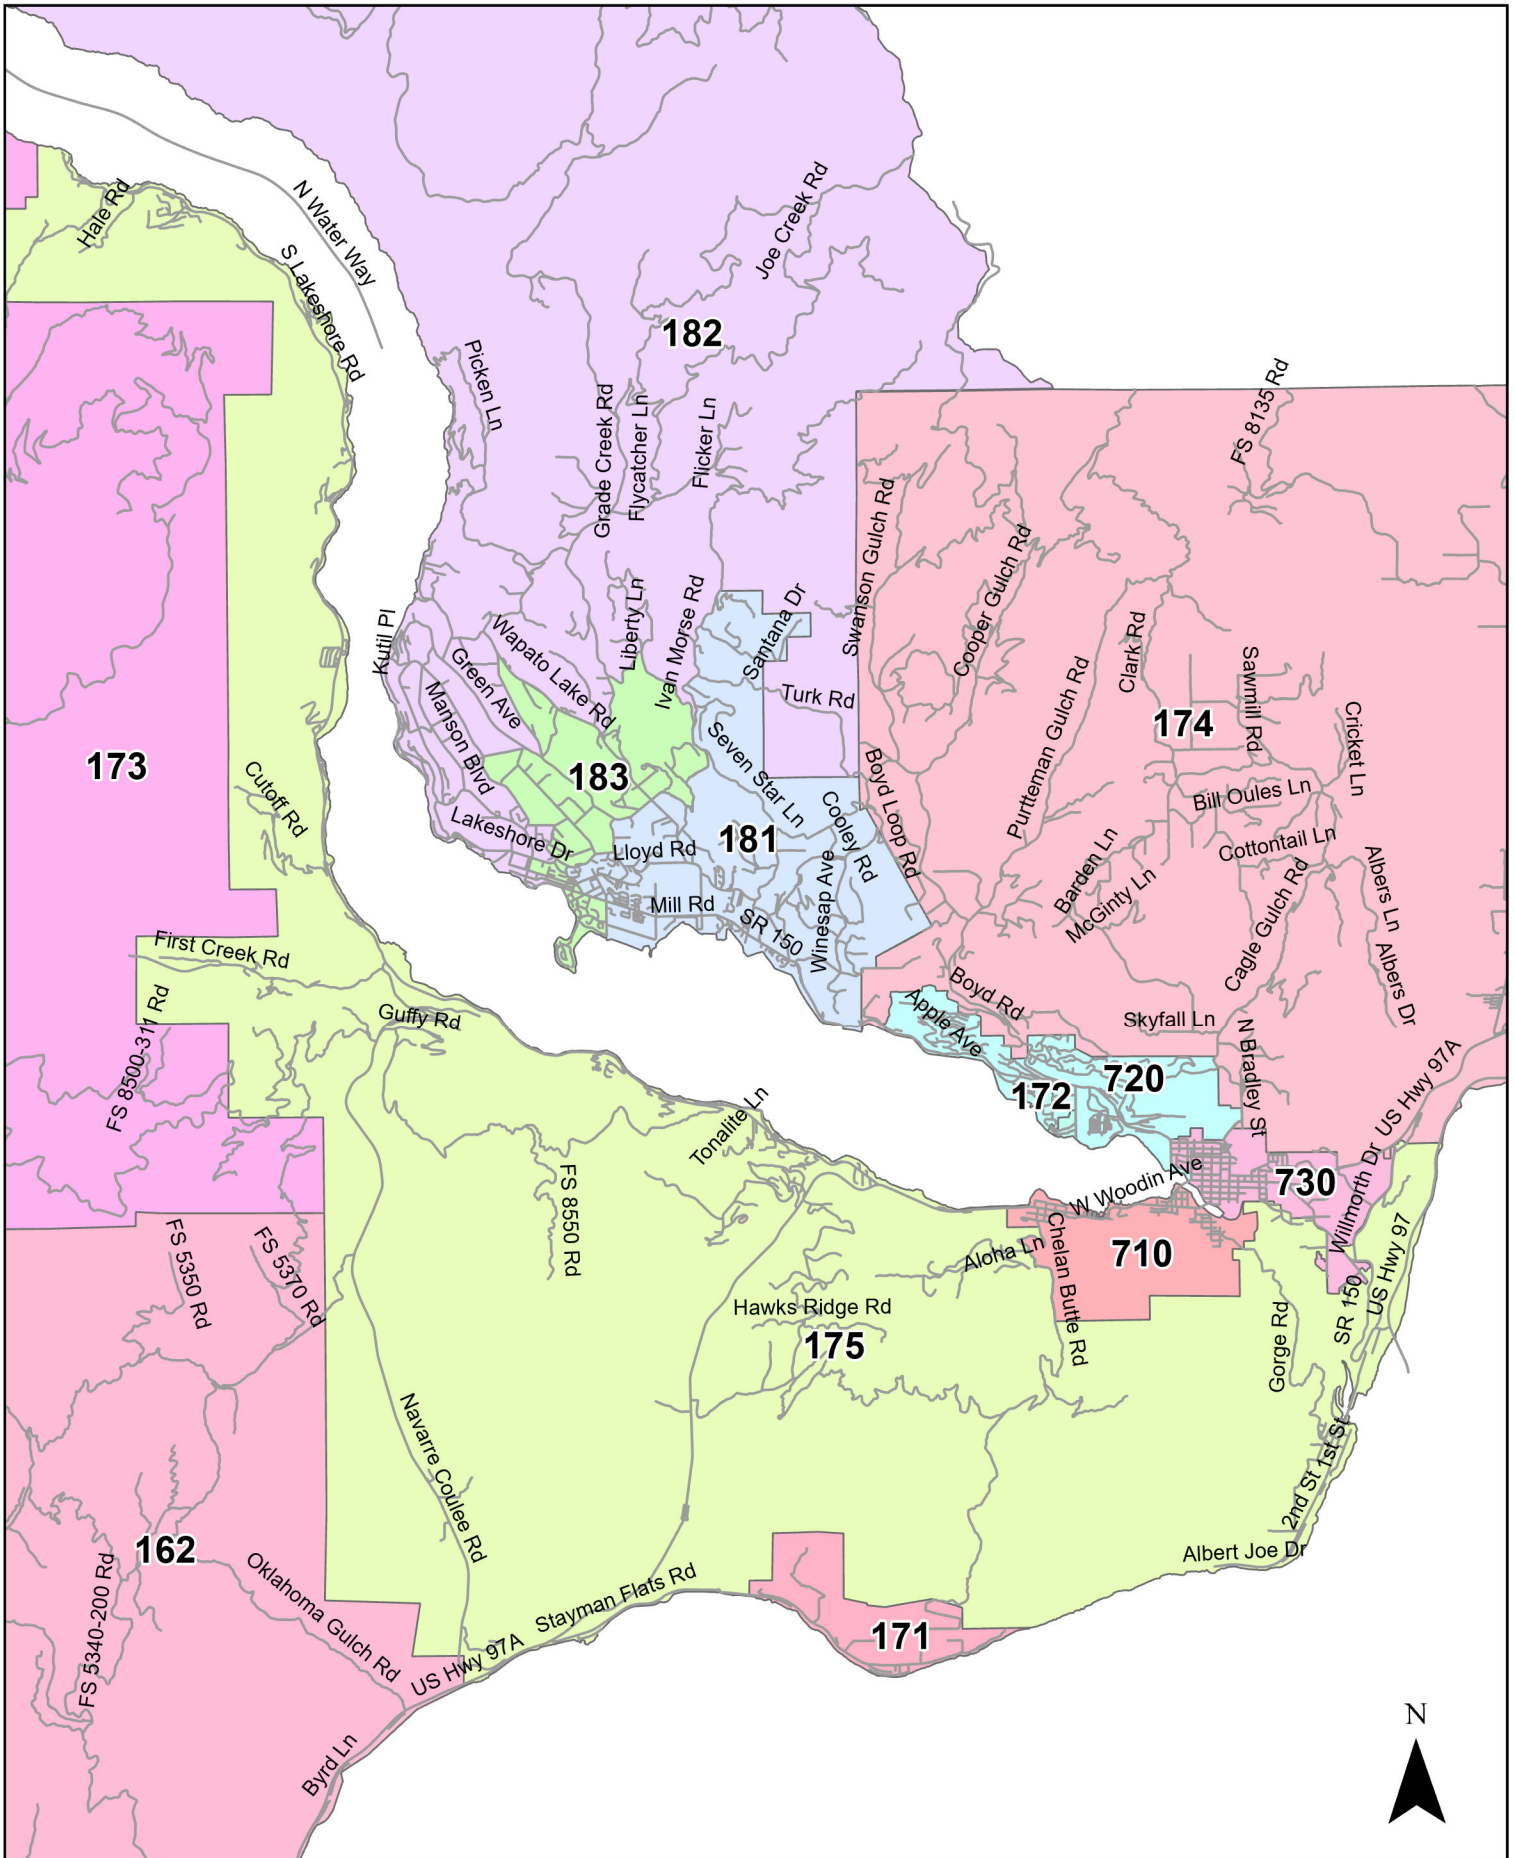 Hale Rd
N Water Way
S Lakeshore Rd
Joe Creek Rd
182
Picken Ln
Grade Creek Rd
Flycatcher Ln
Flicker Ln
FS 8135 Rd
Swanson Gulch Rd
Cooper Gulch Rd
Kutil Pl
Liberty Ln
Ivan Morse Rd
Santana Dr
Wapato Lake Rd
Green Ave
Manson Blvd
Turk Rd
Clark Rd
Purtteman Gulch Rd
Sawmill Rd
174
Cricket Ln
173
183
Seven Star Ln
Boyd Loop Rd
Cutoff Rd
Bill Oules Ln
Lakeshore Dr
Lloyd Rd
181
Cooley Rd
Cottontail Ln
Barden Ln
McGinty Ln
Albers Ln
Mill Rd
SR 150
Winesap Ave
Cagle Gulch Rd
First Creek Rd
Albers Dr
Boyd Rd
FS 8500-311 Rd
Guffy Rd
Apple Ave
Skyfall Ln
N Bradley St
US Hwy 97A
172
720
Tonalite Ln
FS 8550 Rd
W Woodin Ave
730
Willmorth Dr
FS 5350 Rd
FS 5370 Rd
Aloha Ln
Chelan Butte Rd
710
US Hwy 97
Hawks Ridge Rd
175
Gorge Rd
SR 150
Navarre Coulee Rd
1st St
2nd St
162
Albert Joe Dr
Oklahoma Gulch Rd
FS 5340-200 Rd
Stayman Flats Rd
171
US Hwy 97A
Byrd Ln
N